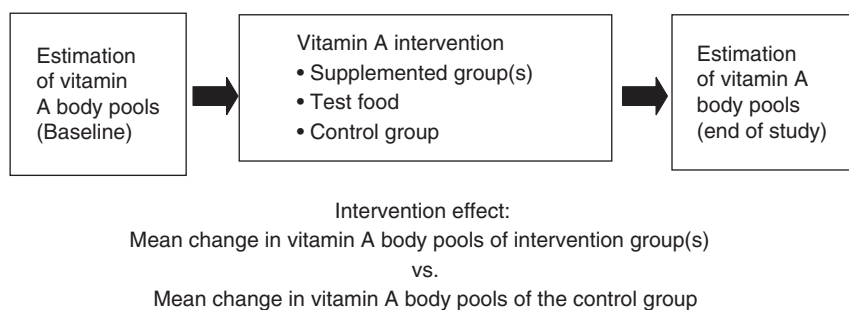 Estimation
of vitamin
A body pools
(Baseline)
Vitamin A intervention
• Supplemented group(s)
• Test food
• Control group
Estimation
of vitamin A
body pools
(end of study)
Intervention effect:
Mean change in vitamin A body pools of intervention group(s)
vs.
Mean change in vitamin A body pools of the control group